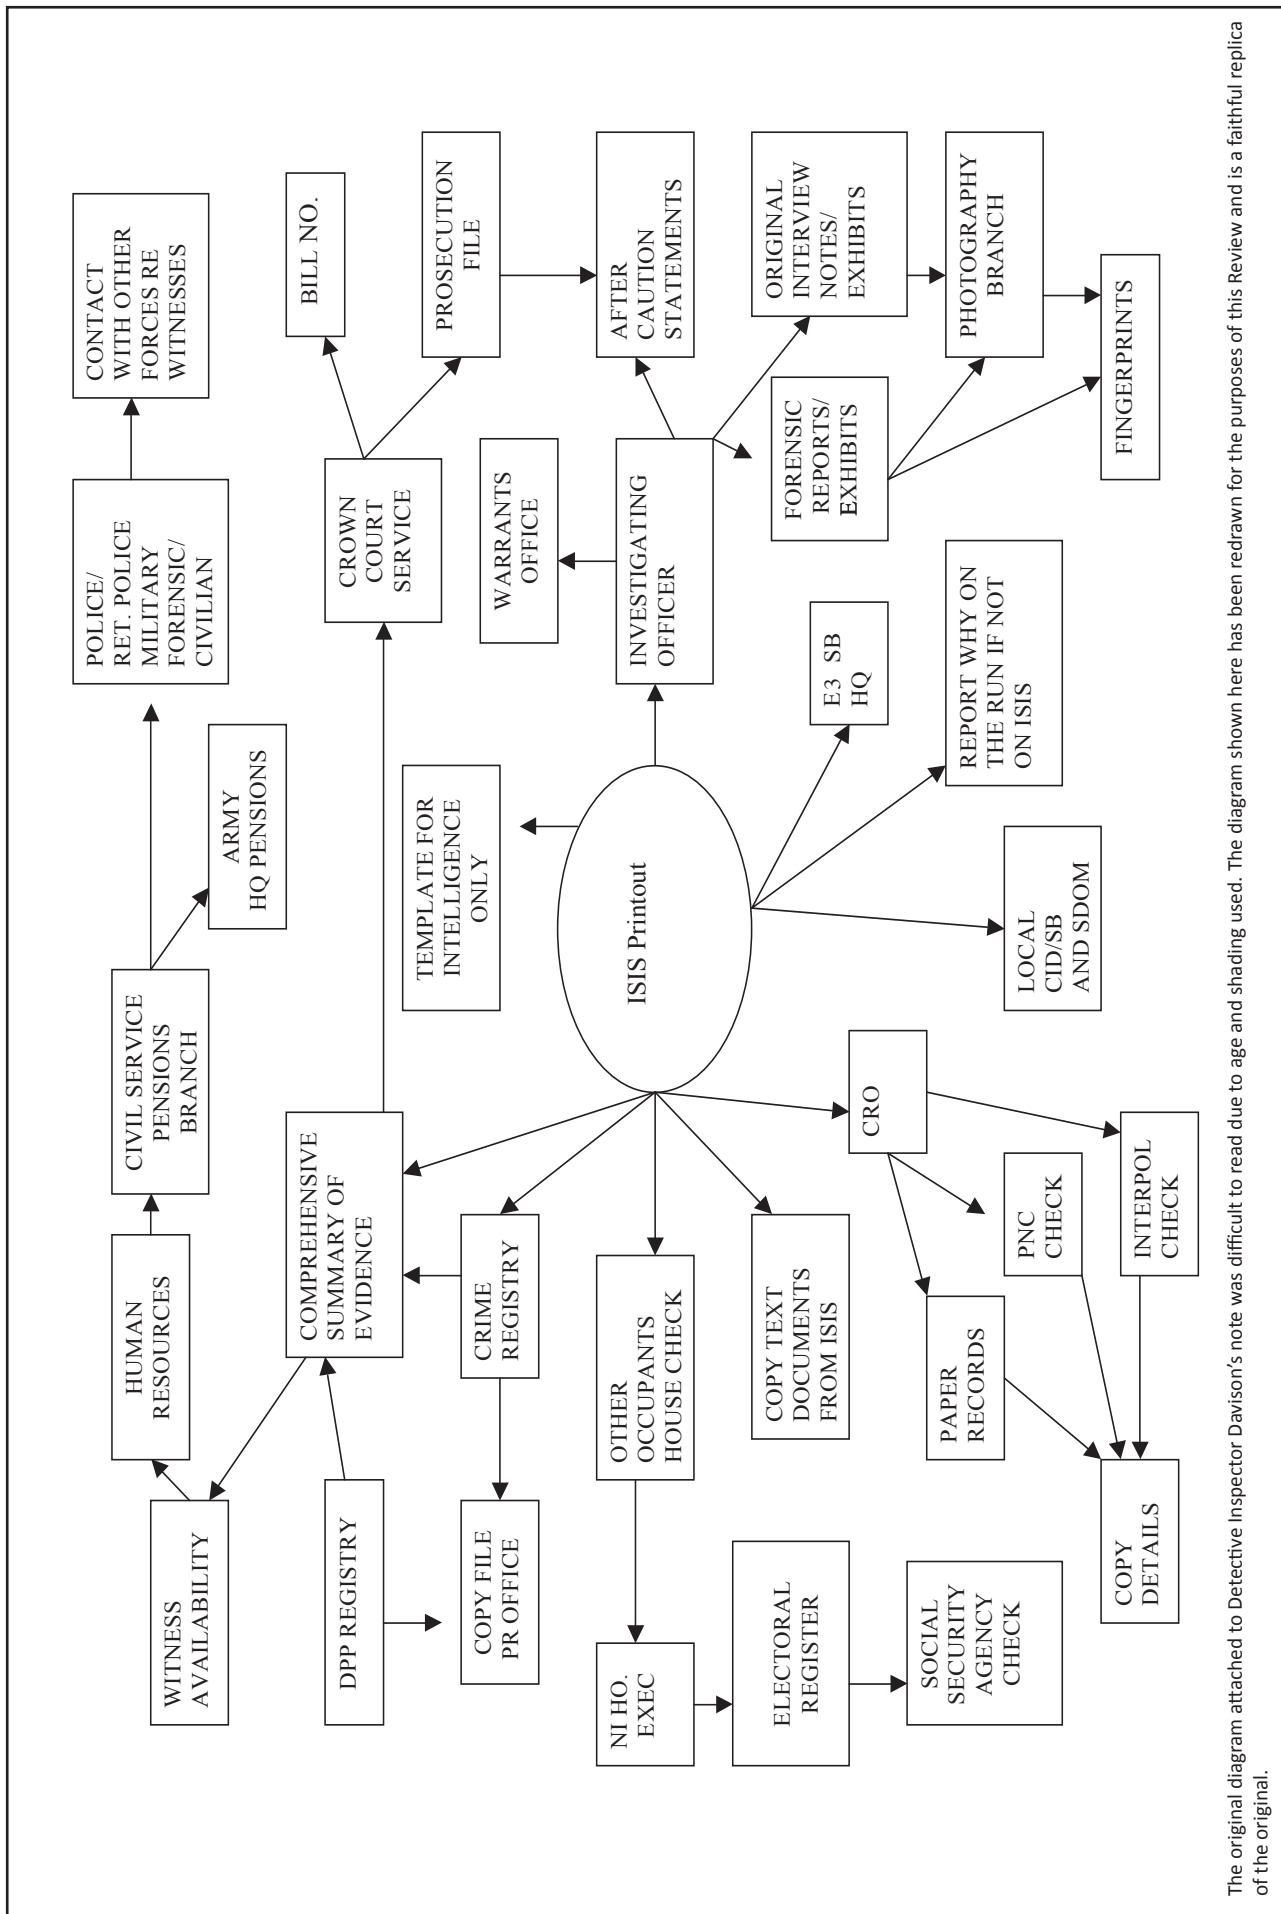 WITNESS
AVAILABILITY
HUMAN
RESOURCES
CIVIL SERVICE
PENSIONS
BRANCH
ARMY
HQ PENSIONS
POLICE/
RET. POLICE
MILITARY
FORENSIC/
CIVILIAN
CONTACT
WITH OTHER
FORCES RE
WITNESSES
DPP REGISTRY
COMPREHENSIVE
SUMMARY OF
EVIDENCE
CROWN
COURT
SERVICE
BILL NO.
PROSECUTION
FILE
COPY FILE
PR OFFICE
CRIME
REGISTRY
TEMPLATE FOR
INTELLIGENCE
ONLY
WARRANTS
OFFICE
NI HO.
EXEC
OTHER
OCCUPANTS
HOUSE CHECK
ISIS Printout
INVESTIGATING
OFFICER
AFTER
CAUTION
STATEMENTS
ELECTORAL
REGISTER
COPY TEXT
DOCUMENTS
FROM ISIS
E3 SB
HQ
FORENSIC
REPORTS/
EXHIBITS
ORIGINAL
INTERVIEW
NOTES/
EXHIBITS
SOCIAL
SECURITY
AGENCY
CHECK
PAPER
RECORDS
CRO
PNC
CHECK
LOCAL
CID/SB
AND SDOM
REPORT WHY ON
THE RUN IF NOT
ON ISIS
PHOTOGRAPHY
BRANCH
COPY
DETAILS
INTERPOL
CHECK
FINGERPRINTS
The original diagram attached to Detective Inspector Davison's note was difficult to read due to age and shading used. The diagram shown here has been redrawn for the purposes of this Review and is a faithful replica
of the original.